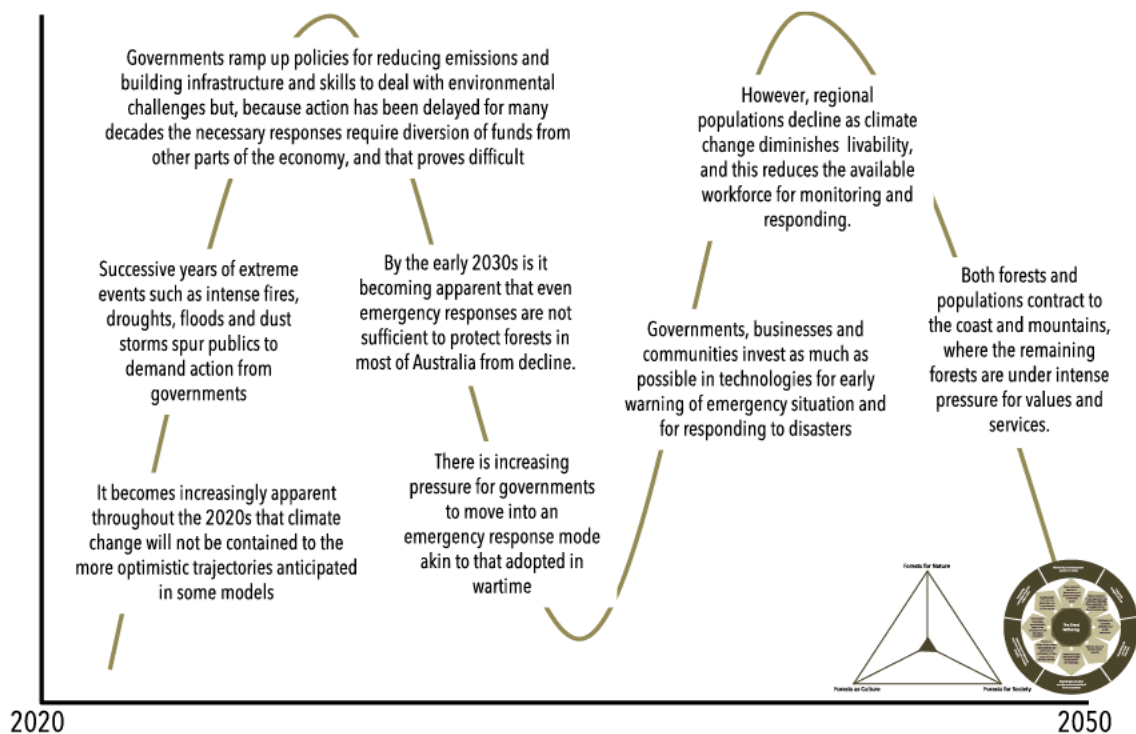 Governments ramp up policies for reducing emissions and
building infrastructure and skills to deal with environmental
challenges but, because action has been delayed for many
decades the necessary responses require diversion of funds from
other parts of the economy, and that proves difficult
Successive years of extreme
events such as intense fires,
droughts, floods and dust
storms spur publics to
demand action from
governments
It becomes increasingly apparent
throughout the 2020s that climate
change will not be contained to the
more optimistic trajectories anticipated
in some models
By the early 2030s is it
becoming apparent that even
emergency responses are not
sufficient to protect forests in
most of Australia from decline.
There is increasing
pressure for governments
to move into an
emergency response mode
akin to that adopted in
wartime
However, regional
populations decline as climate
change diminishes livability,
and this reduces the available
workforce for monitoring and
responding.
Governments, businesses and
communities invest as much as
possible in technologies for early
warning of emergency situation and
for responding to disasters
Both forests and
populations contract to
the coast and mountains,
where the remaining
forests are under intense
pressure for values and
services.
Forests for Nature
Forests as Culture
Forests for Society
The Great
Withering
2020
2050